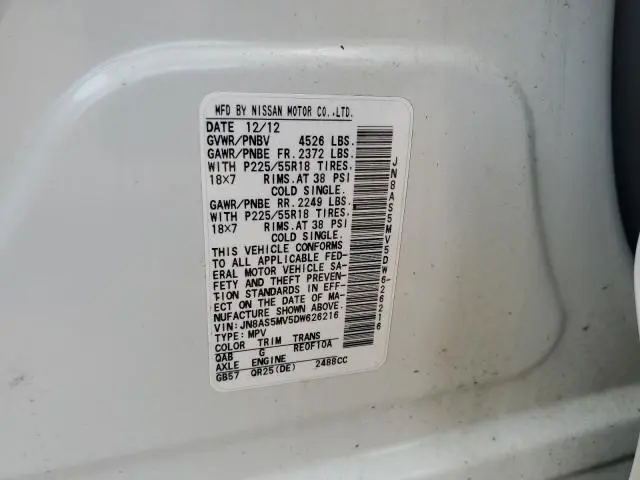 MFD BY NISSAN MOTOR CO.,LTD.
DATE 12/12
GVWR/PNBV 4526 LBS.
GAWR/PNBE FR. 2372 LBS.
WITH P225/55R18 TIRES,
18X7 RIMS.AT 38 PSI
COLD SINGLE.
GAWR/PNBE RR. 2249 LBS.
WITH P225/55R18 TIRES,
18X7 RIMS.AT 38 PSI
COLD SINGLE.
THIS VEHICLE CONFORMS
TO ALL APPLICABLE FED-
ERAL MOTOR VEHICLE SA-
FETY AND THEFT PREVEN-
TION STANDARDS IN EFF-
ECT ON THE DATE OF MA-
NUFACTURE SHOWN ABOVE.
VIN:JN8AS5MV5DW626216
TYPE:MPV
COLOR TRIM TRANS
QAB G RE0F10A
AXLE ENGINE
GB57 QR25(DE) 2488CC
JN8AS5MV5DW626216